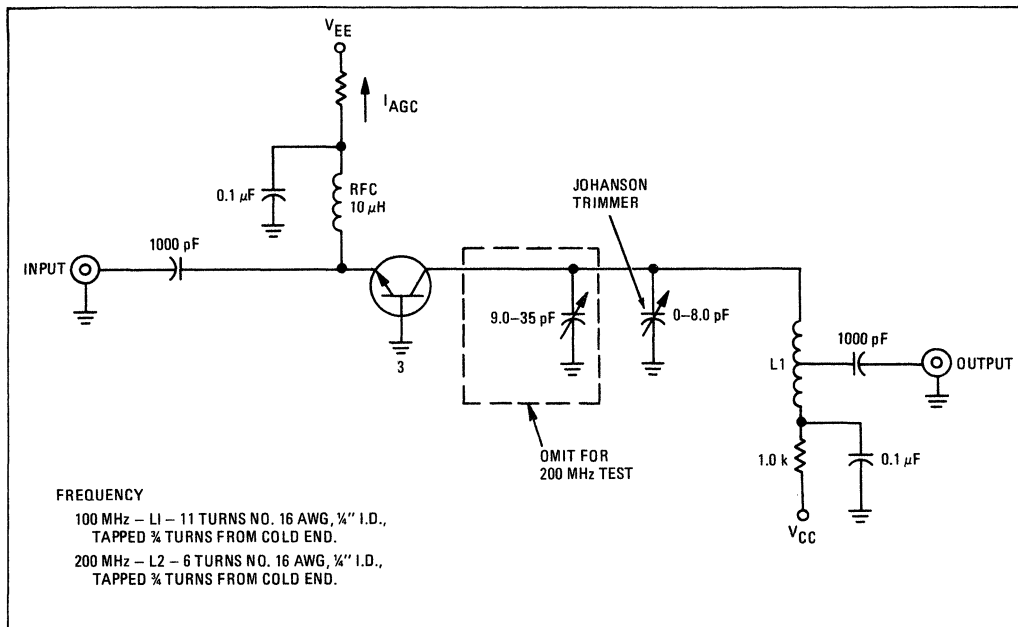 VEE
IAGC
0.1 μF
RFC
10 μH
JOHANSON
TRIMMER
1000 pF
INPUT
9.0–35 pF
0–8.0 pF
3
1000 pF
L1
OUTPUT
OMIT FOR
200 MHz TEST
1.0 k
0.1 μF
VCC
FREQUENCY
100 MHz – LI – 11 TURNS NO. 16 AWG, ¼" I.D.,
TAPPED ¾ TURNS FROM COLD END.
200 MHz – L2 – 6 TURNS NO. 16 AWG, ¼" I.D.,
TAPPED ¾ TURNS FROM COLD END.